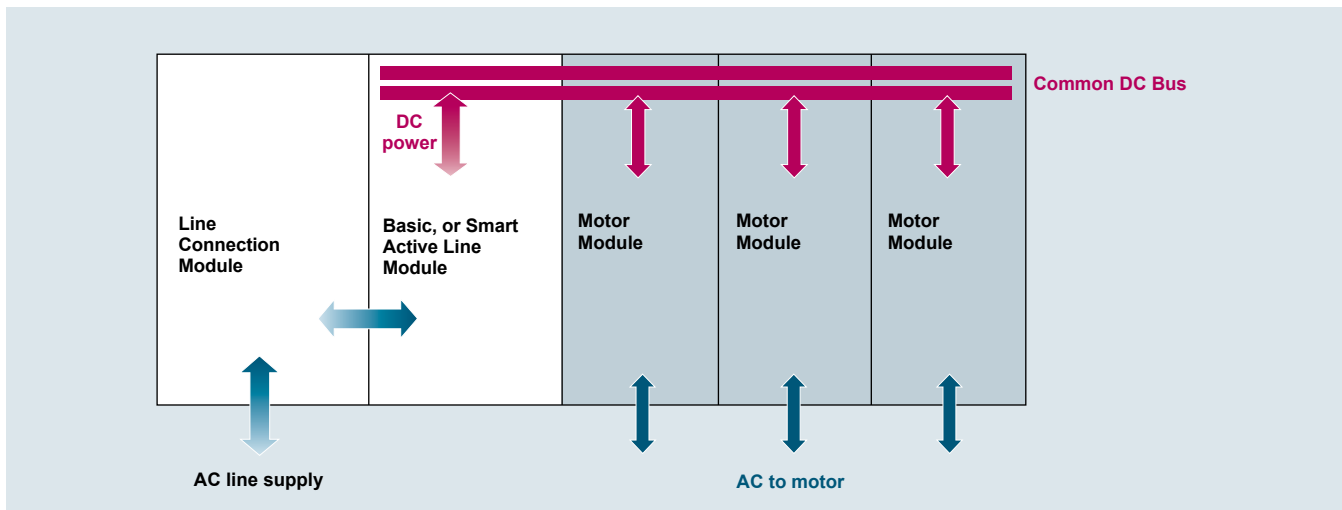 Common DC Bus
DC
power
Line
Connection
Module
Basic, or Smart
Active Line
Module
Motor
Module
Motor
Module
Motor
Module
AC line supply
AC to motor